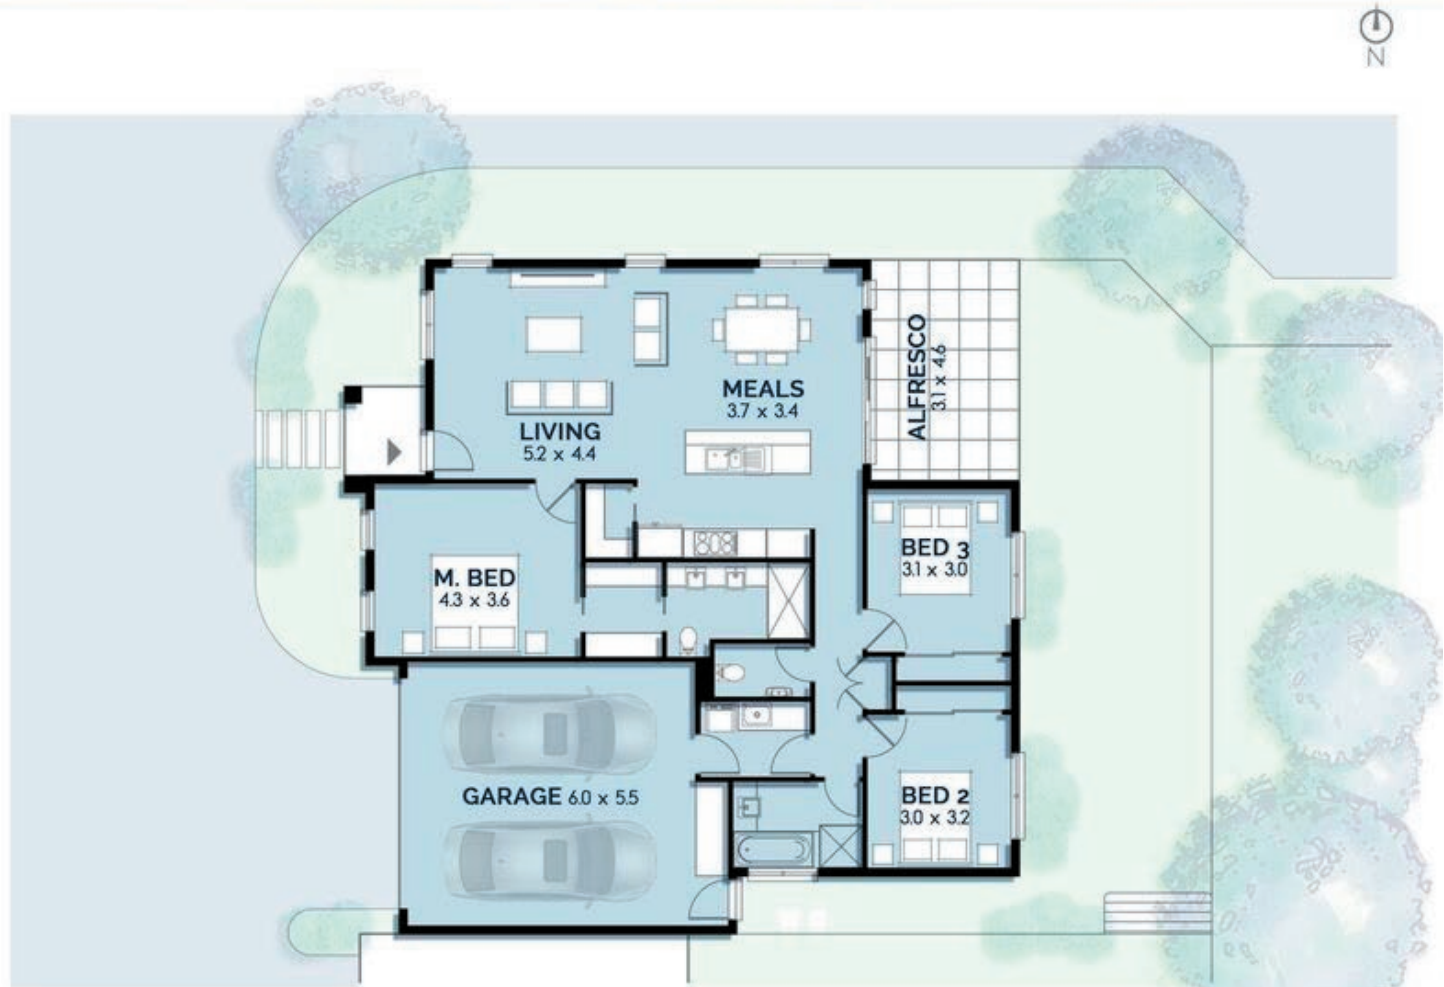 N
MEALS
3.7 x 3.4
ALFRESCO
3.1 x 4.6
LIVING
5.2 x 4.4
BED 3
3.1 x 3.0
M. BED
4.3 x 3.6
GARAGE 6.0 x 5.5
BED 2
3.0 x 3.2